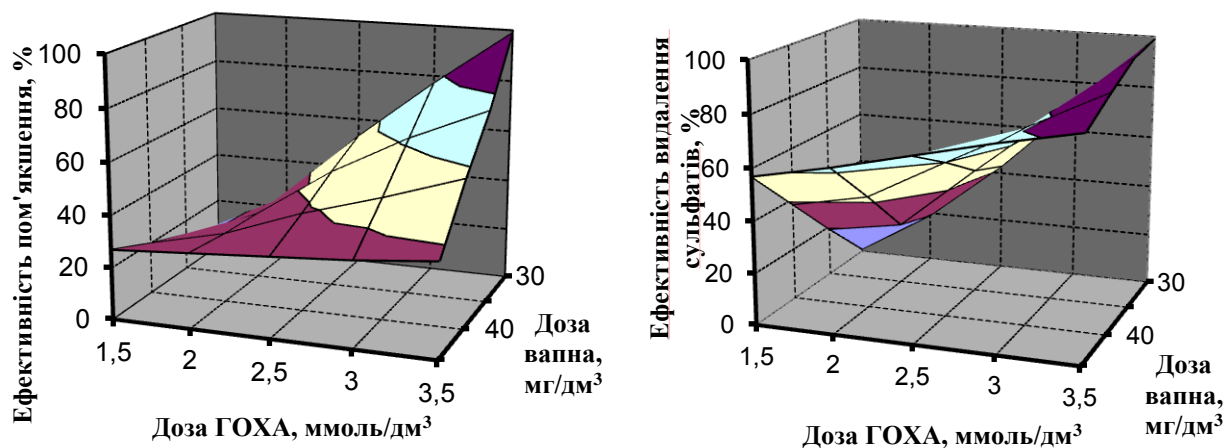 Ефективність пом'якшення, %
100
80
60
40
20
0
1,5
2
2,5
3
3,5
30
40
Доза
вапна,
мг/дм³
Доза ГОХА, ммоль/дм³
Ефективність видалення
сульфатів, %
100
80
60
40
20
0
1,5
2
2,5
3
3,5
30
40
Доза
вапна,
мг/дм³
Доза ГОХА, ммоль/дм³